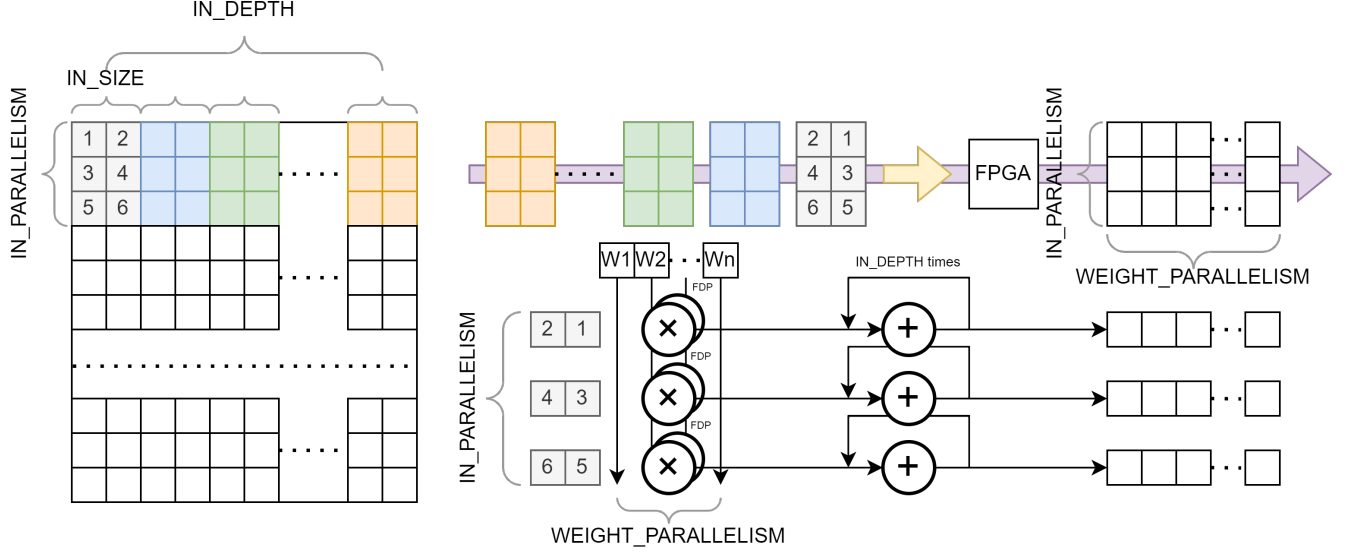 IN_DEPTH
IN_SIZE
IN_PARALLELISM
1 2
3 4
5 6
2 1
4 3
6 5
FPGA
IN_PARALLELISM
WEIGHT_PARALLELISM
W1 W2 Wn
IN_DEPTH times
FDP
IN_PARALLELISM
2 1
×
+
FDP
4 3
×
+
FDP
6 5
×
+
WEIGHT_PARALLELISM